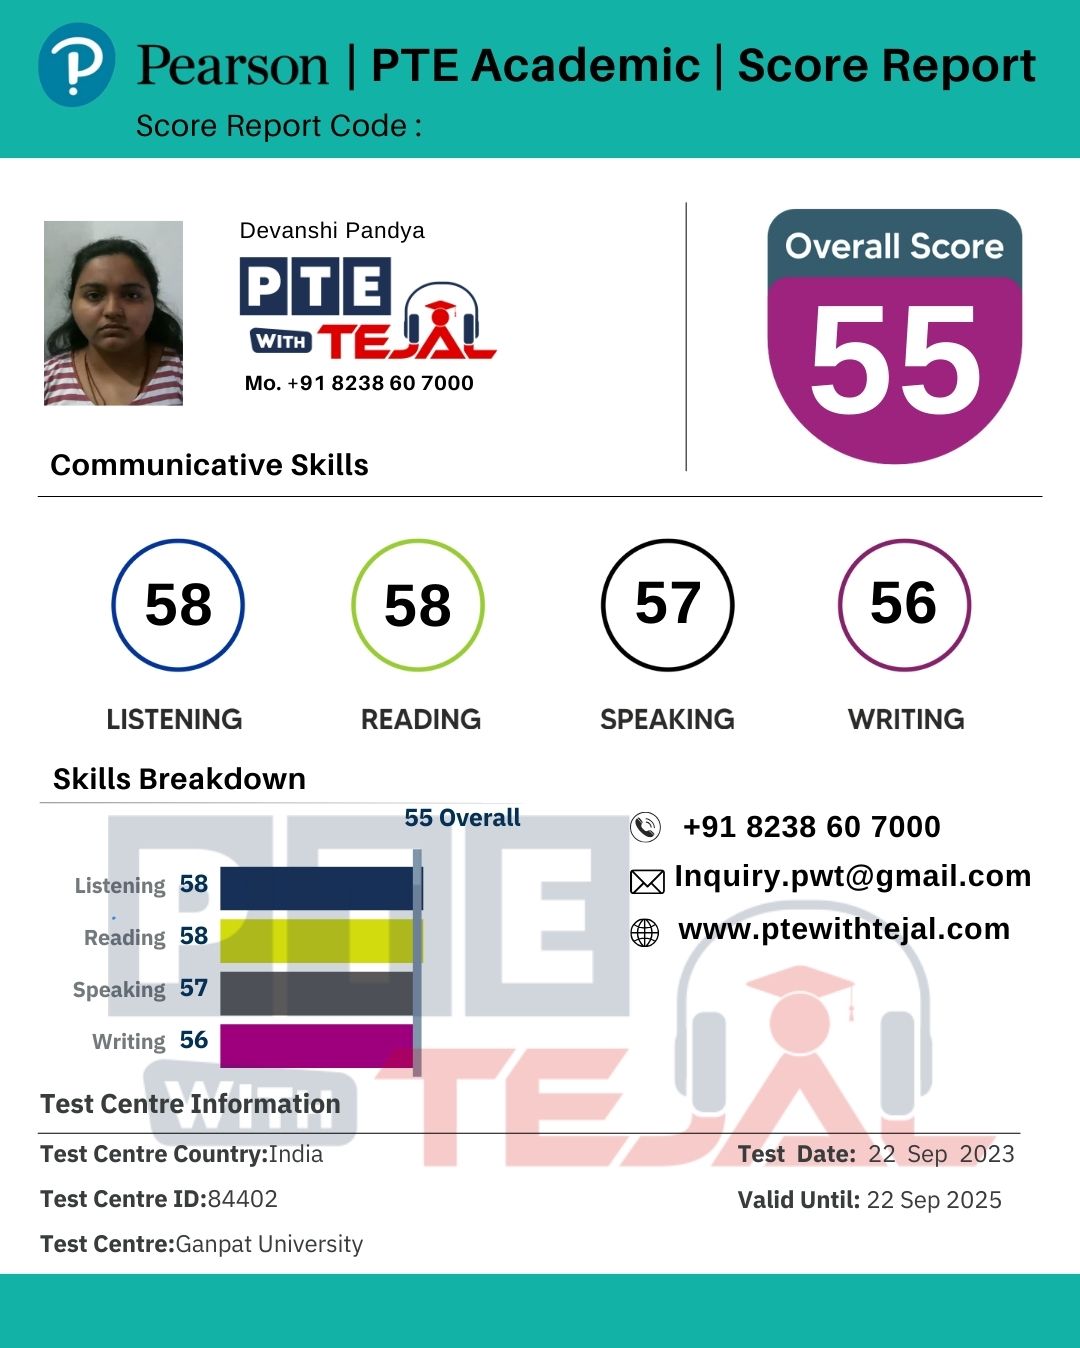 Pearson | PTE Academic | Score Report
Score Report Code :
Devanshi Pandya
PTE
WITH TEJAL
Mo. +91 8238 60 7000
Overall Score
55
Communicative Skills
58
58
57
56
LISTENING
READING
SPEAKING
WRITING
Skills Breakdown
55 Overall
Listening 58
Reading 58
Speaking 57
Writing 56
+91 8238 60 7000
Inquiry.pwt@gmail.com
www.ptewithtejal.com
PTE
WITH TEJAL
Test Centre Information
Test Centre Country:India
Test Centre ID:84402
Test Centre:Ganpat University
Test Date: 22 Sep 2023
Valid Until: 22 Sep 2025